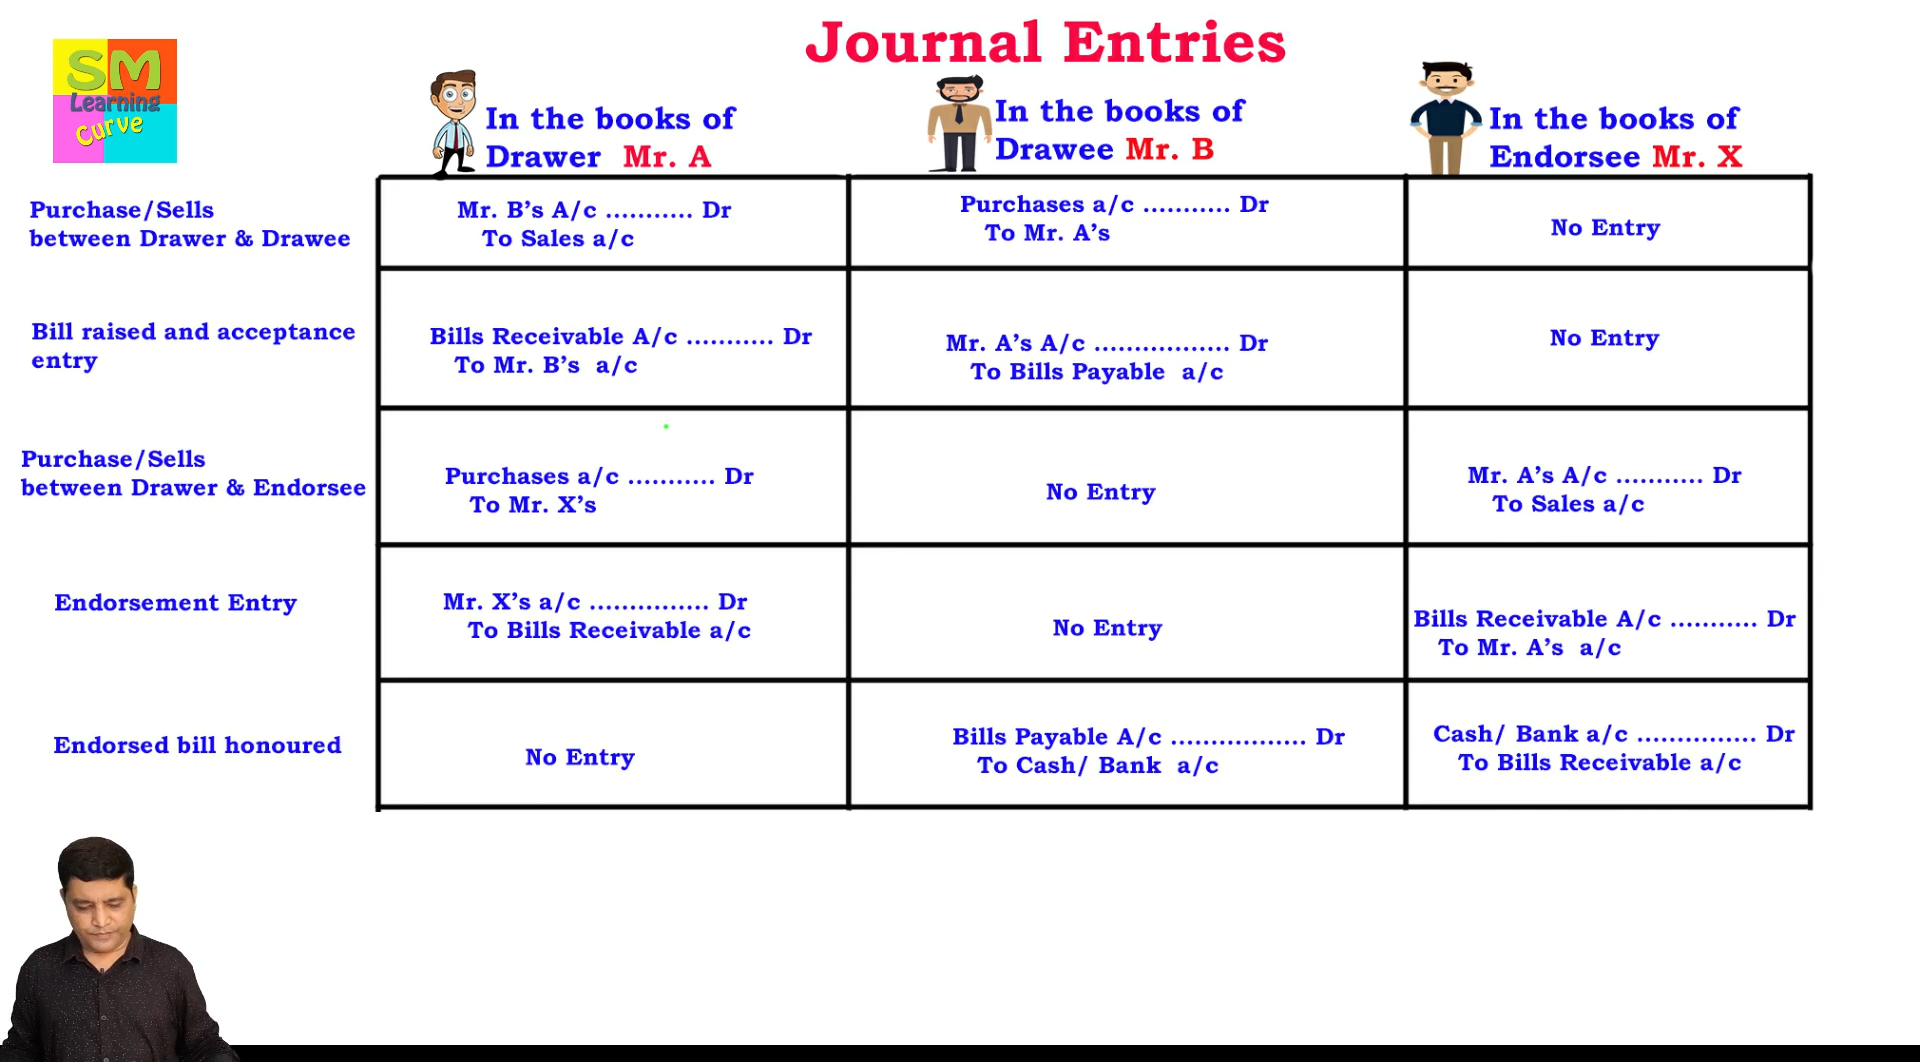 SM
Learning
Curve
Journal Entries
In the books of
Drawer Mr. A
In the books of
Drawee Mr. B
In the books of
Endorsee Mr. X
Purchase/Sells
between Drawer & Drawee
Mr. B's A/c ........... Dr
To Sales a/c
Purchases a/c ........... Dr
To Mr. A's
No Entry
Bill raised and acceptance
entry
Bills Receivable A/c ........... Dr
To Mr. B's a/c
Mr. A's A/c ................. Dr
To Bills Payable a/c
No Entry
Purchase/Sells
between Drawer & Endorsee
Purchases a/c ........... Dr
To Mr. X's
No Entry
Mr. A's A/c ........... Dr
To Sales a/c
Endorsement Entry
Mr. X's a/c ............... Dr
To Bills Receivable a/c
No Entry
Bills Receivable A/c ........... Dr
To Mr. A's a/c
Endorsed bill honoured
No Entry
Bills Payable A/c ................. Dr
To Cash/ Bank a/c
Cash/ Bank a/c ............... Dr
To Bills Receivable a/c